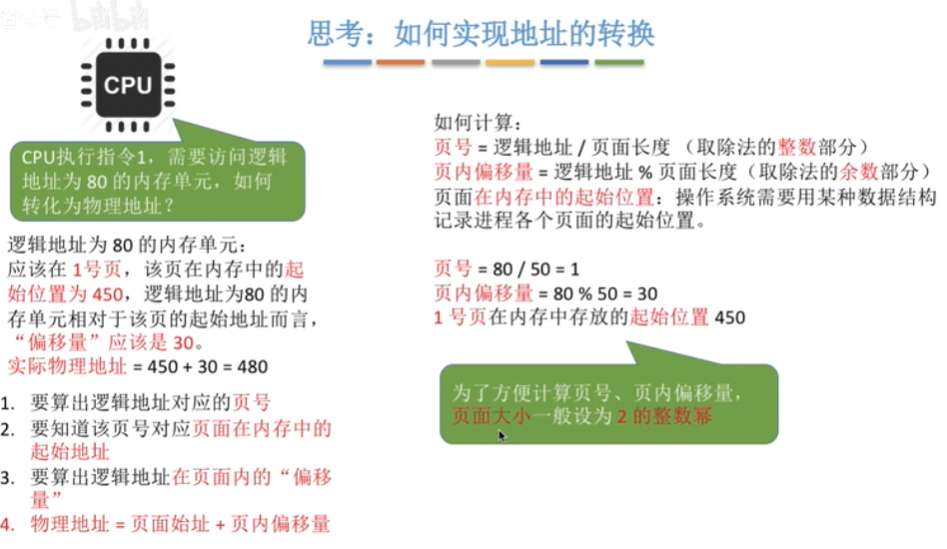 思考：如何实现地址的转换
CPU
CPU执行指令1，需要访问逻辑
地址为 80 的内存单元，如何
转化为物理地址？
逻辑地址为 80 的内存单元：
应该在 1号页，该页在内存中的起
始位置为 450，逻辑地址为80 的内
存单元相对于该页的起始地址而言，
“偏移量”应该是 30。
实际物理地址 = 450 + 30 = 480
1. 要算出逻辑地址对应的页号
2. 要知道该页号对应页面在内存中的
起始地址
3. 要算出逻辑地址在页面内的“偏移
量”
4. 物理地址 = 页面始址 + 页内偏移量
如何计算：
页号 = 逻辑地址 / 页面长度 （取除法的整数部分）
页内偏移量 = 逻辑地址 % 页面长度（取除法的余数部分）
页面在内存中的起始位置：操作系统需要用某种数据结构
记录进程各个页面的起始位置。
页号 = 80 / 50 = 1
页内偏移量 = 80 % 50 = 30
1 号页在内存中存放的起始位置 450
为了方便计算页号、页内偏移量，
页面大小一般设为 2 的整数幂